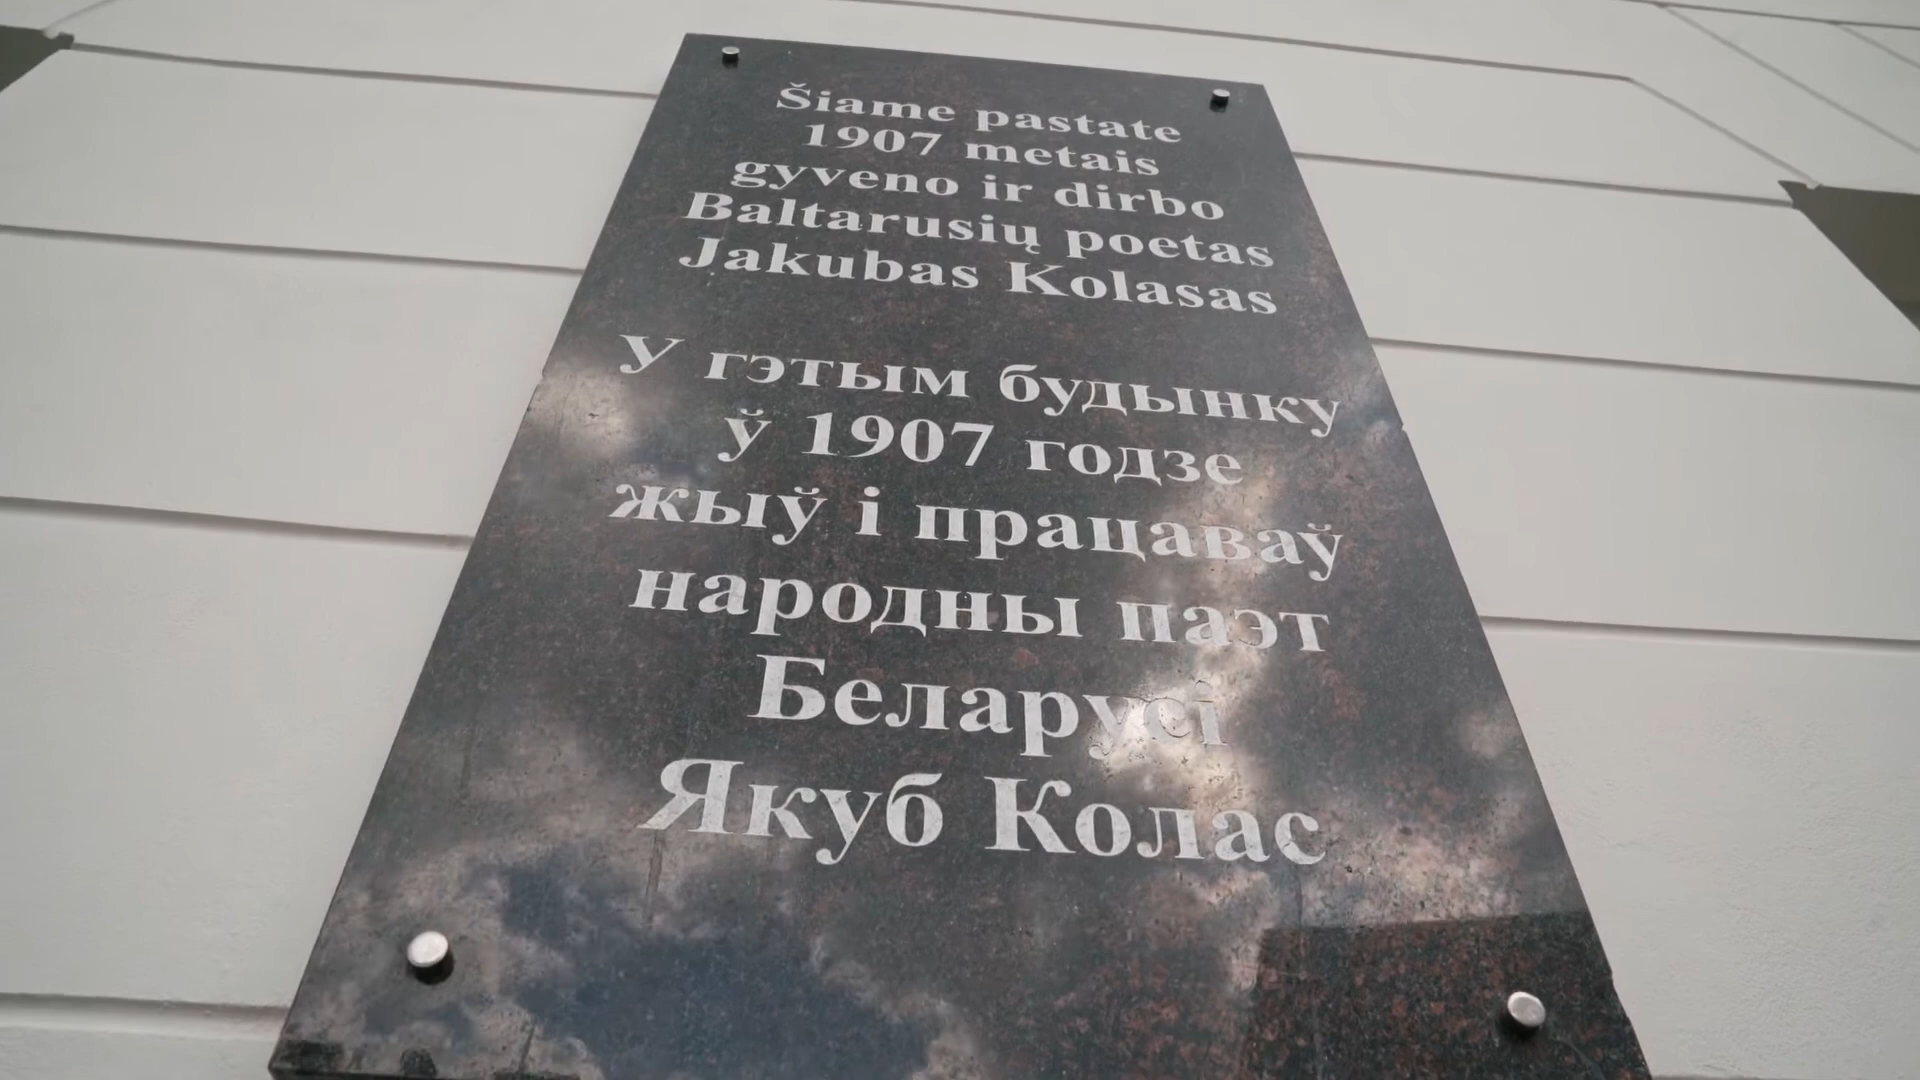 Šiame pastate
1907 metais
gyveno ir dirbo
Baltarusių poetas
Jakubas Kolasas
У гэтым будынку
ў 1907 годзе
жыў і працаваў
народны паэт
Беларусі
Якуб Колас